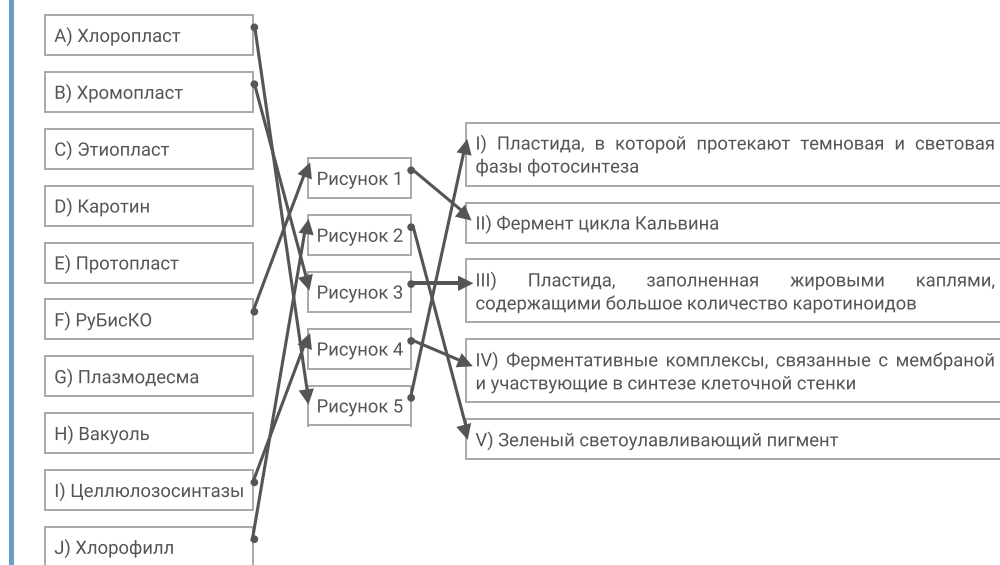 A) Хлоропласт
B) Хромопласт
C) Этиопласт
D) Каротин
E) Протопласт
F) РуБисКО
G) Плазмодесма
H) Вакуоль
I) Целлюлозосинтазы
J) Хлорофилл
Рисунок 1
Рисунок 2
Рисунок 3
Рисунок 4
Рисунок 5
I) Пластида, в которой протекают темновая и световая
фазы фотосинтеза
II) Фермент цикла Кальвина
III) Пластида, заполненная жировыми каплями,
содержащими большое количество каротиноидов
IV) Ферментативные комплексы, связанные с мембраной
и участвующие в синтезе клеточной стенки
V) Зеленый светоулавливающий пигмент